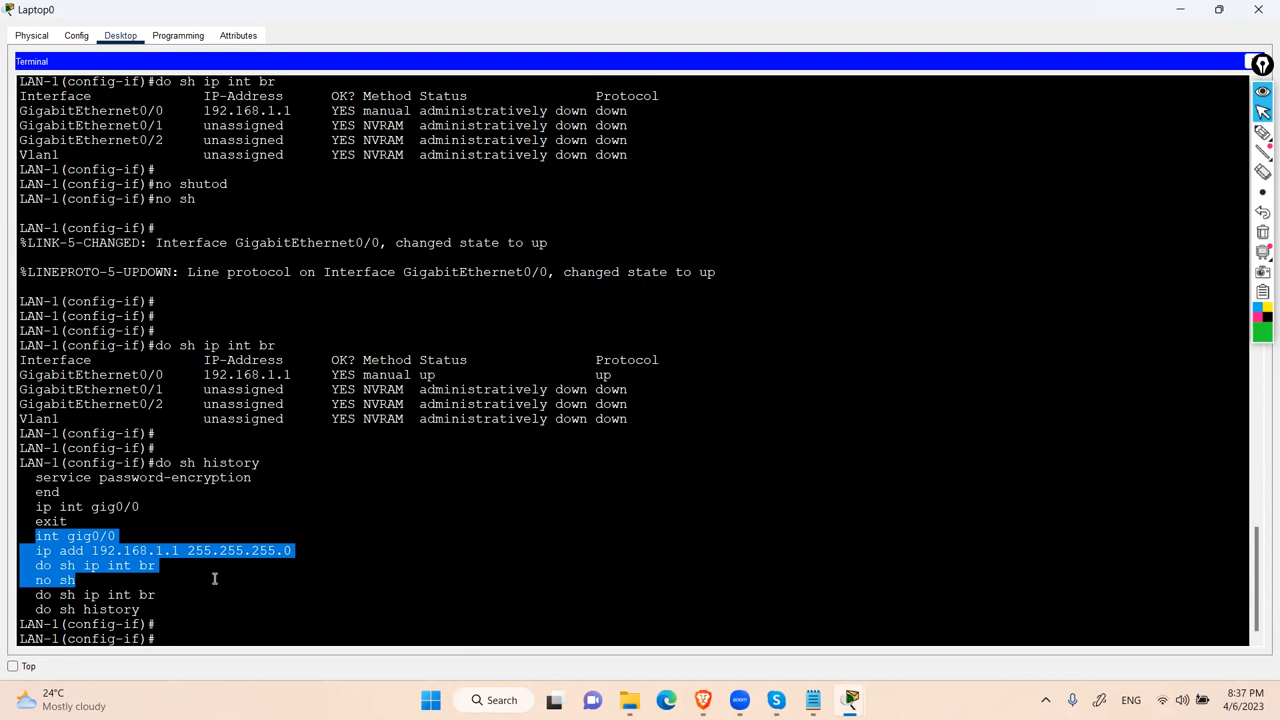 Laptop0
Physical Config Desktop Programming Attributes
Terminal
LAN-1(config-if)#do sh ip int br
Interface IP-Address OK? Method Status Protocol
GigabitEthernet0/0 192.168.1.1 YES manual administratively down down
GigabitEthernet0/1 unassigned YES NVRAM administratively down down
GigabitEthernet0/2 unassigned YES NVRAM administratively down down
Vlan1 unassigned YES NVRAM administratively down down
LAN-1(config-if)#
LAN-1(config-if)#no shutod
LAN-1(config-if)#no sh
LAN-1(config-if)#
%LINK-5-CHANGED: Interface GigabitEthernet0/0, changed state to up
%LINEPROTO-5-UPDOWN: Line protocol on Interface GigabitEthernet0/0, changed state to up
LAN-1(config-if)#
LAN-1(config-if)#
LAN-1(config-if)#
LAN-1(config-if)#do sh ip int br
Interface IP-Address OK? Method Status Protocol
GigabitEthernet0/0 192.168.1.1 YES manual up up
GigabitEthernet0/1 unassigned YES NVRAM administratively down down
GigabitEthernet0/2 unassigned YES NVRAM administratively down down
Vlan1 unassigned YES NVRAM administratively down down
LAN-1(config-if)#
LAN-1(config-if)#
LAN-1(config-if)#do sh history
service password-encryption
end
ip int gig0/0
exit
int gig0/0
ip add 192.168.1.1 255.255.255.0
do sh ip int br
no sh
do sh ip int br
do sh history
LAN-1(config-if)#
LAN-1(config-if)#
Top
24°C
Mostly cloudy
Search
zoom
ENG
8:37 PM
4/6/2023